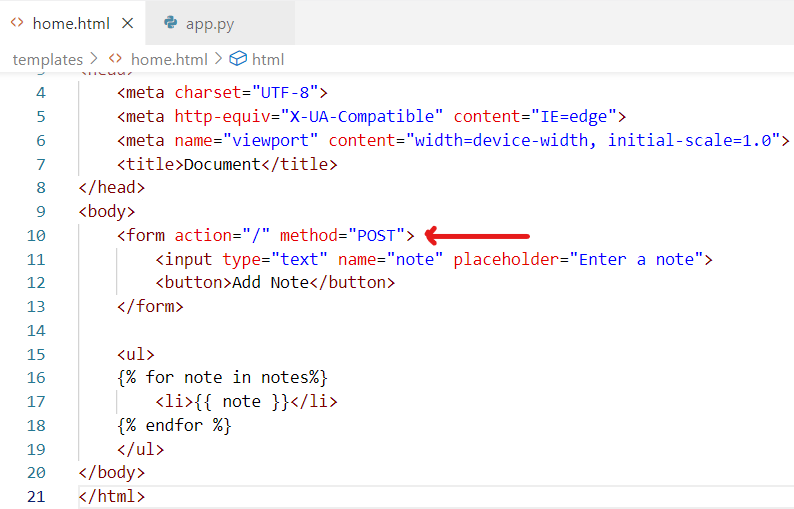 home.html
app.py
templates > home.html > html
3 <head>
4 <meta charset="UTF-8">
5 <meta http-equiv="X-UA-Compatible" content="IE=edge">
6 <meta name="viewport" content="width=device-width, initial-scale=1.0">
7 <title>Document</title>
8 </head>
9 <body>
10 <form action="/" method="POST">
11 <input type="text" name="note" placeholder="Enter a note">
12 <button>Add Note</button>
13 </form>
14
15 <ul>
16 {% for note in notes%}
17 <li>{{ note }}</li>
18 {% endfor %}
19 </ul>
20 </body>
21 </html>